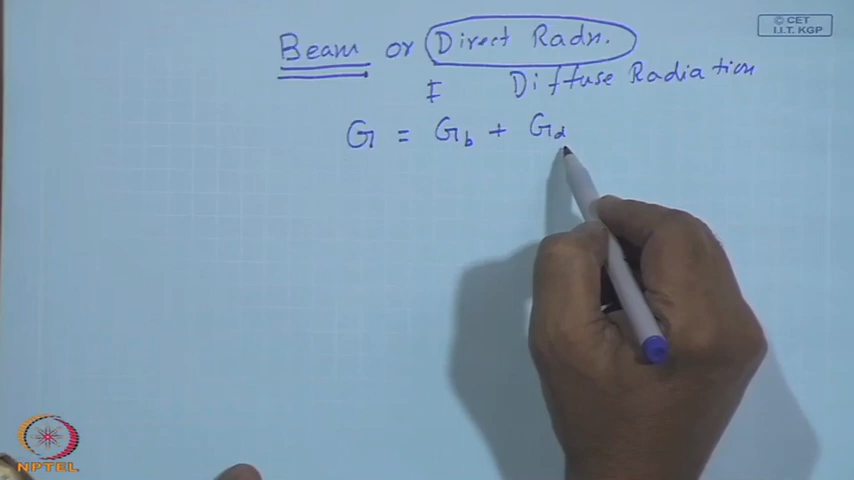 Beam or Direct Radn.
I Diffuse Radiation
G = Gb + Gd
© CET
I.I.T. KGP
NPTEL